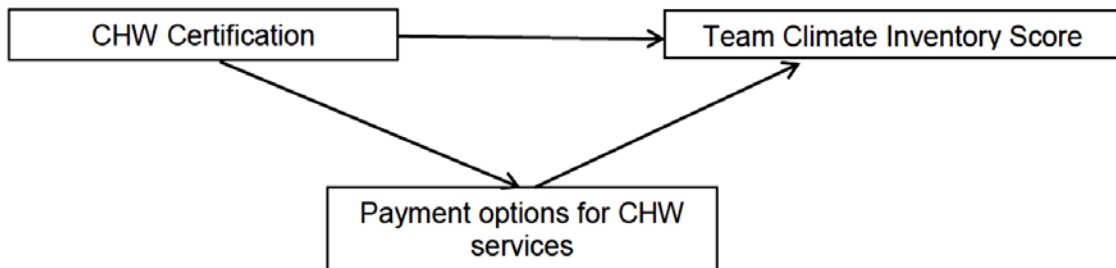 CHW Certification
Team Climate Inventory Score
Payment options for CHW
services